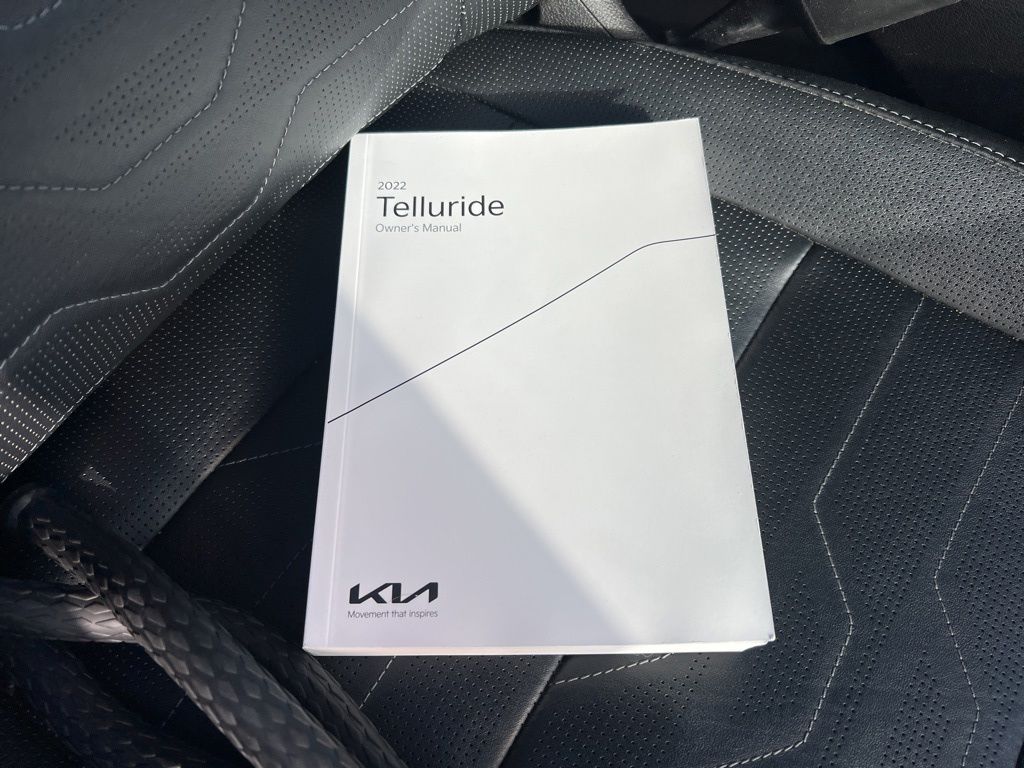 2022
Telluride
Owner's Manual
KIA
Movement that inspires